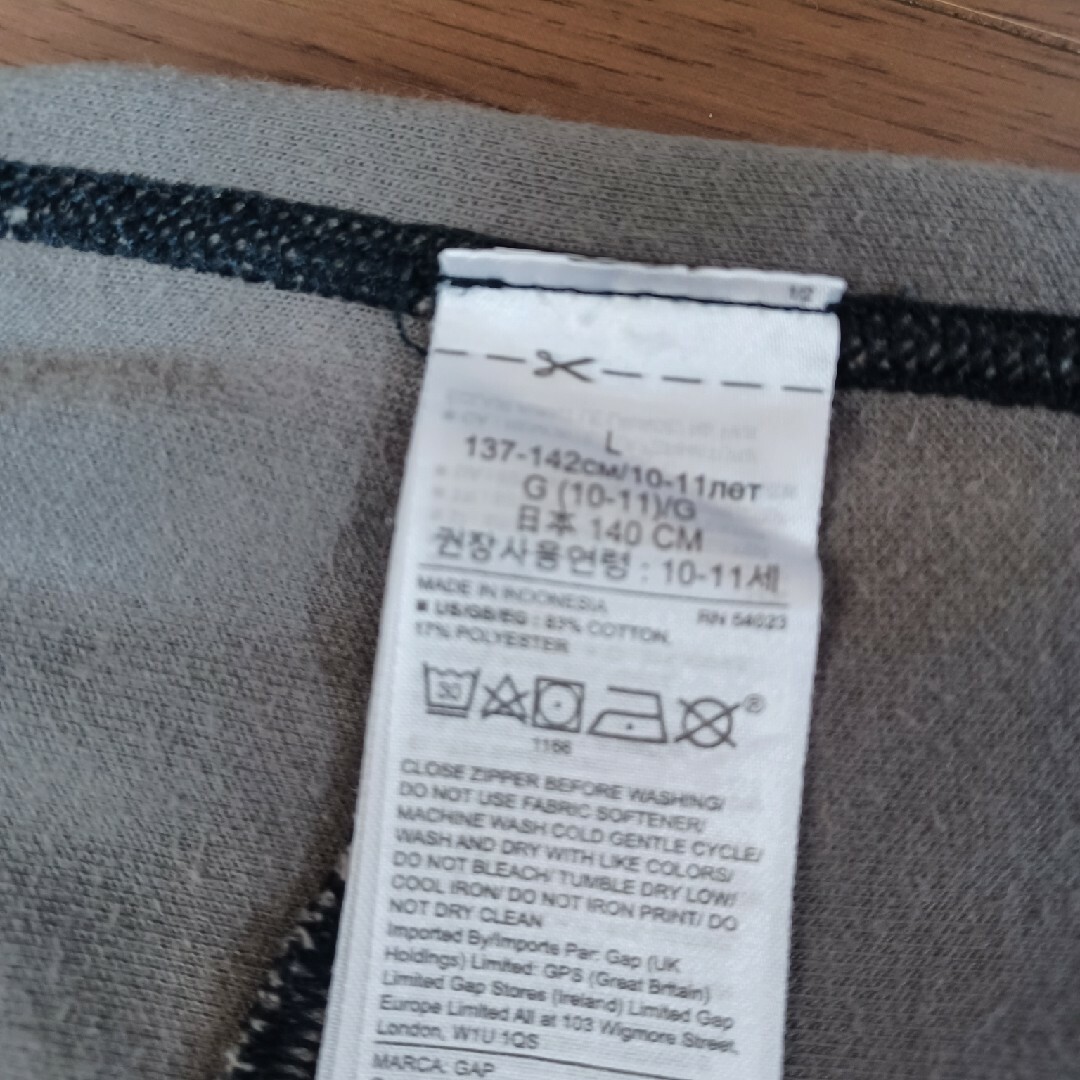 1/2
L
137-142см/10-11лет
G (10-11)/G
日本 140 CM
권장사용연령 : 10-11세
MADE IN INDONESIA RN 54023
US/GB/EG : 83% COTTON,
17% POLYESTER
30
®
1166
CLOSE ZIPPER BEFORE WASHING/
DO NOT USE FABRIC SOFTENER/
MACHINE WASH COLD GENTLE CYCLE/
WASH AND DRY WITH LIKE COLORS/
DO NOT BLEACH/ TUMBLE DRY LOW/
COOL IRON/ DO NOT IRON PRINT/ DO
NOT DRY CLEAN
Imported By/Importe Par: Gap (UK
Holdings) Limited: GPS (Great Britain)
Limited Gap Stores (Ireland) Limited Gap
Europe Limited All at 103 Wigmore Street,
London, W1U 1QS
MARCA: GAP